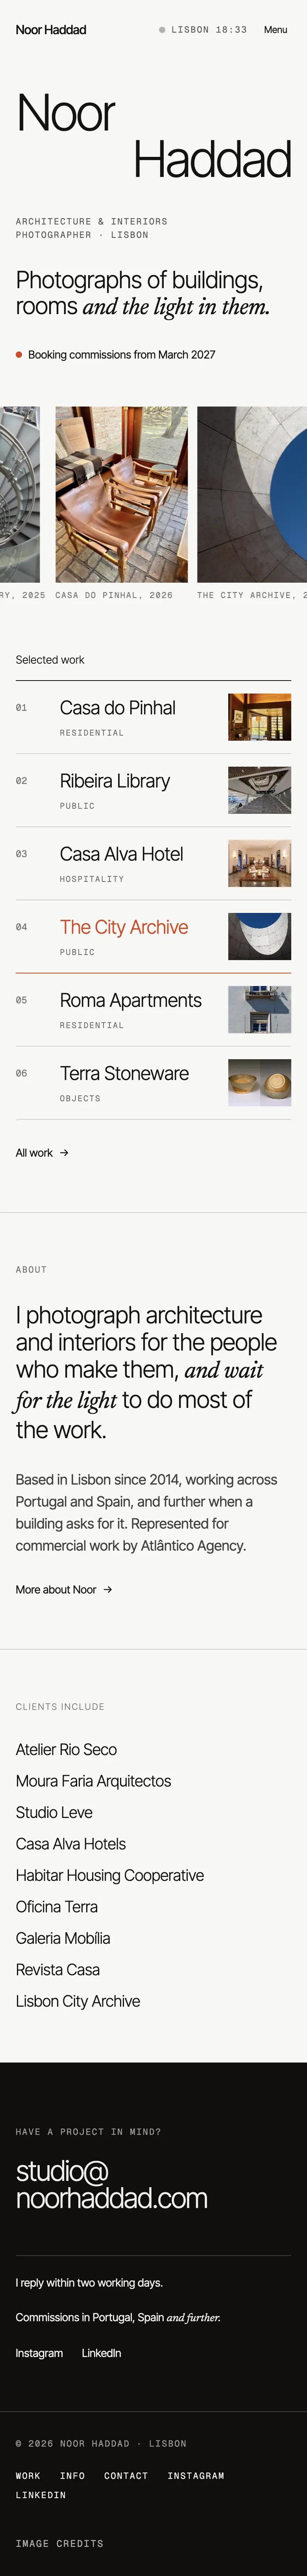 Noor Haddad
LISBON 18:33
Menu
Noor
Haddad
ARCHITECTURE & INTERIORS
PHOTOGRAPHER · LISBON
Photographs of buildings,
rooms and the light in them.
Booking commissions from March 2027
RY, 2025
CASA DO PINHAL, 2026
THE CITY ARCHIVE, 2
Selected work
01
Casa do Pinhal
RESIDENTIAL
02
Ribeira Library
PUBLIC
03
Casa Alva Hotel
HOSPITALITY
04
The City Archive
PUBLIC
05
Roma Apartments
RESIDENTIAL
06
Terra Stoneware
OBJECTS
All work →
ABOUT
I photograph architecture
and interiors for the people
who make them, and wait
for the light to do most of
the work.
Based in Lisbon since 2014, working across
Portugal and Spain, and further when a
building asks for it. Represented for
commercial work by Atlântico Agency.
More about Noor →
CLIENTS INCLUDE
Atelier Rio Seco
Moura Faria Arquitectos
Studio Leve
Casa Alva Hotels
Habitar Housing Cooperative
Oficina Terra
Galeria Mobília
Revista Casa
Lisbon City Archive
HAVE A PROJECT IN MIND?
studio@
noorhaddad.com
I reply within two working days.
Commissions in Portugal, Spain and further.
Instagram LinkedIn
© 2026 NOOR HADDAD · LISBON
WORK INFO CONTACT INSTAGRAM
LINKEDIN
IMAGE CREDITS